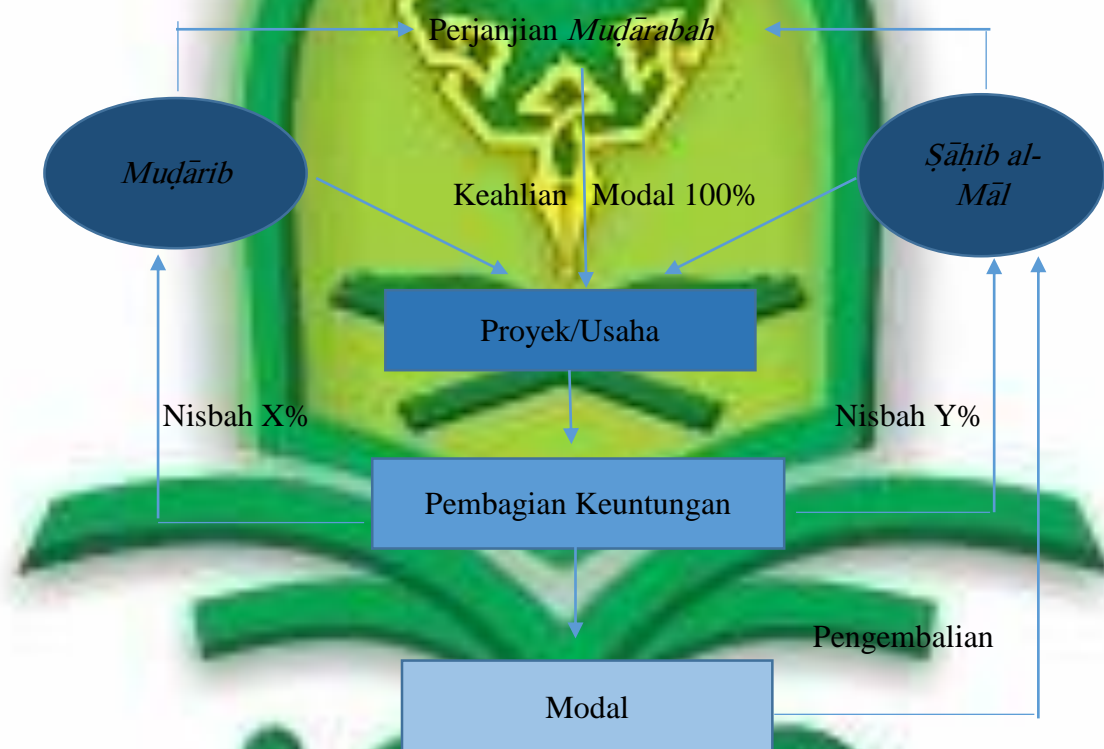 Perjanjian Muḍārabah
Muḍārib
Ṣāḥib al-
Māl
Keahlian
Modal 100%
Proyek/Usaha
Nisbah X%
Nisbah Y%
Pembagian Keuntungan
Pengembalian
Modal